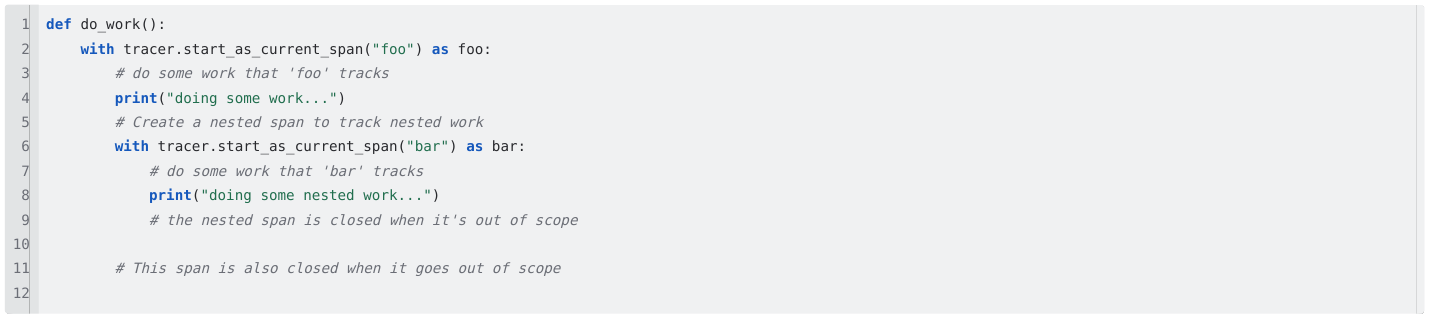 1 def do_work():
2     with tracer.start_as_current_span("foo") as foo:
3         # do some work that 'foo' tracks
4         print("doing some work...")
5         # Create a nested span to track nested work
6         with tracer.start_as_current_span("bar") as bar:
7             # do some work that 'bar' tracks
8             print("doing some nested work...")
9             # the nested span is closed when it's out of scope
10
11         # This span is also closed when it goes out of scope
12